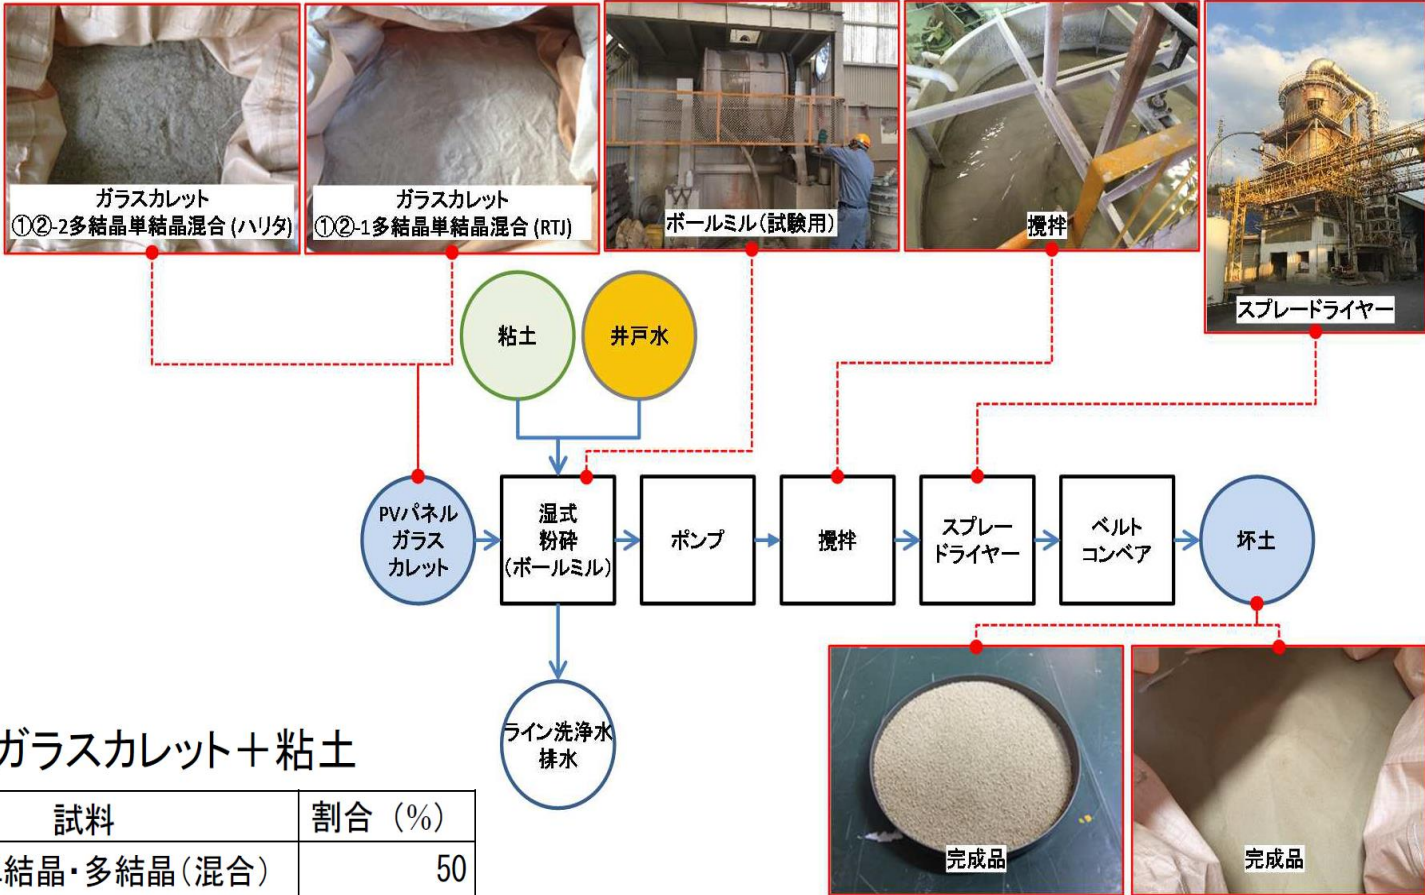 ガラスカレット
①②-2多結晶単結晶混合 (ハリタ)
ガラスカレット
①②-1多結晶単結晶混合 (RTJ)
ボールミル(試験用)
攪拌
スプレードライヤー
粘土
井戸水
PVパネル
ガラス
カレット
湿式
粉砕
(ボールミル)
ポンプ
攪拌
スプレー
ドライヤー
ベルト
コンベア
坏土
ライン洗浄水
排水
完成品
完成品
ガラスカレット＋粘土
試料
割合（%）
結晶・多結晶(混合)
50